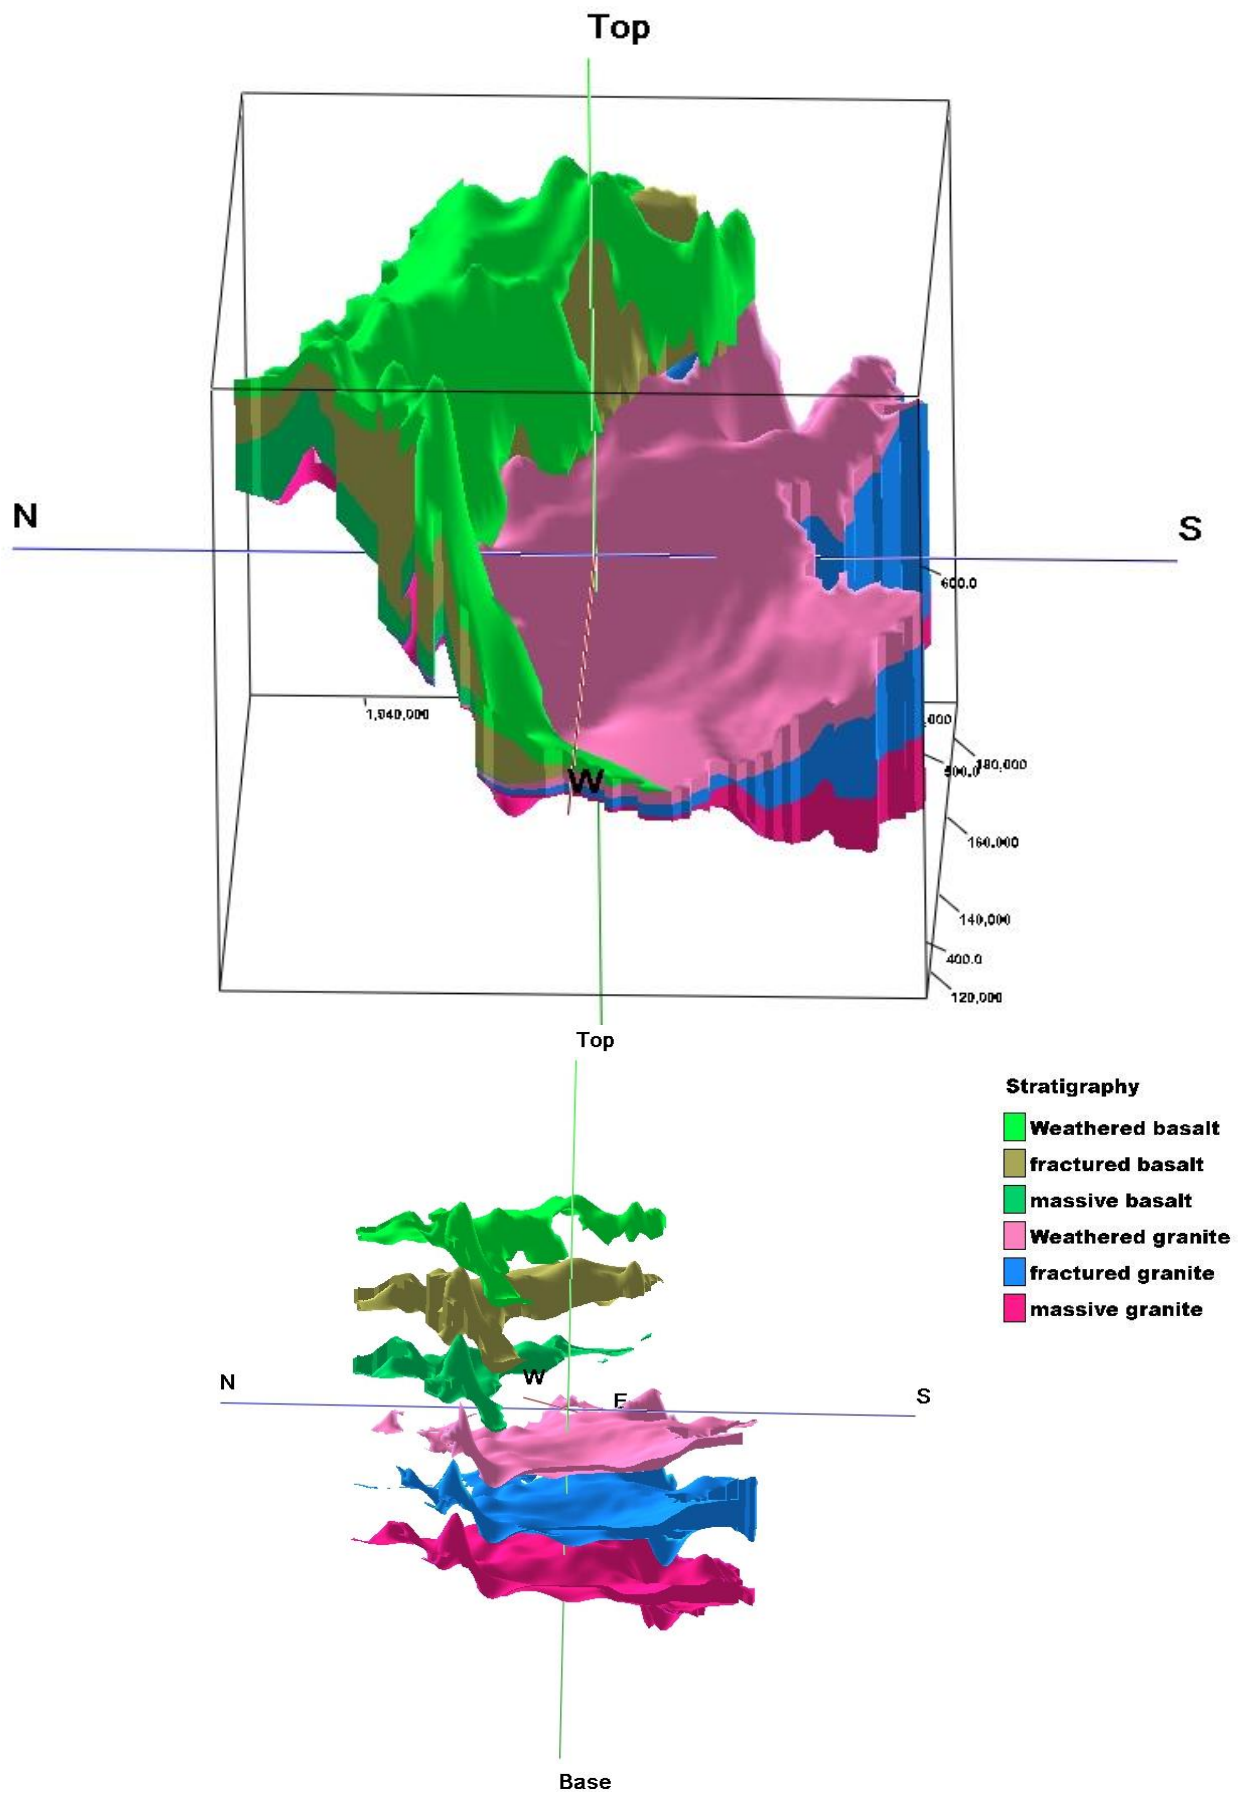 Top
N
S
600.0
1,940,000
,000
500.0
180,000
W
160,000
140,000
400.0
120,000
Top
Stratigraphy
Weathered basalt
fractured basalt
massive basalt
Weathered granite
fractured granite
massive granite
W
N
E
S
Base